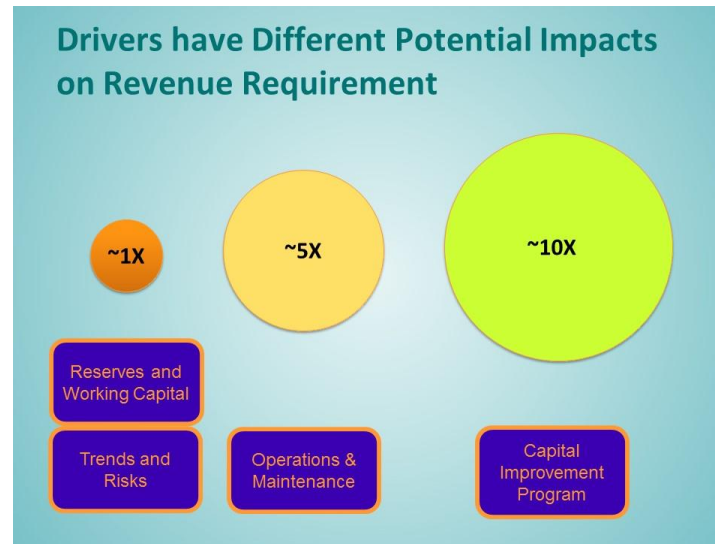 Drivers have Different Potential Impacts
on Revenue Requirement
~1X
~5X
~10X
Reserves and
Working Capital
Trends and
Risks
Operations &
Maintenance
Capital
Improvement
Program